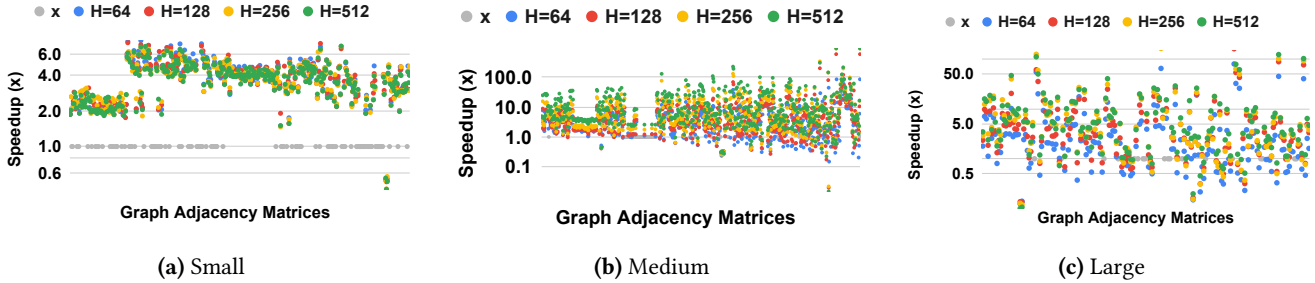 x H=64 H=128 H=256 H=512
Speedup (x)
6.0
4.0
2.0
1.0
0.6
Graph Adjacency Matrices
(a) Small
x H=64 H=128 H=256 H=512
Speedup (x)
100.0
10.0
1.0
0.1
Graph Adjacency Matrices
(b) Medium
x H=64 H=128 H=256 H=512
Speedup (x)
50.0
5.0
0.5
Graph Adjacency Matrices
(c) Large